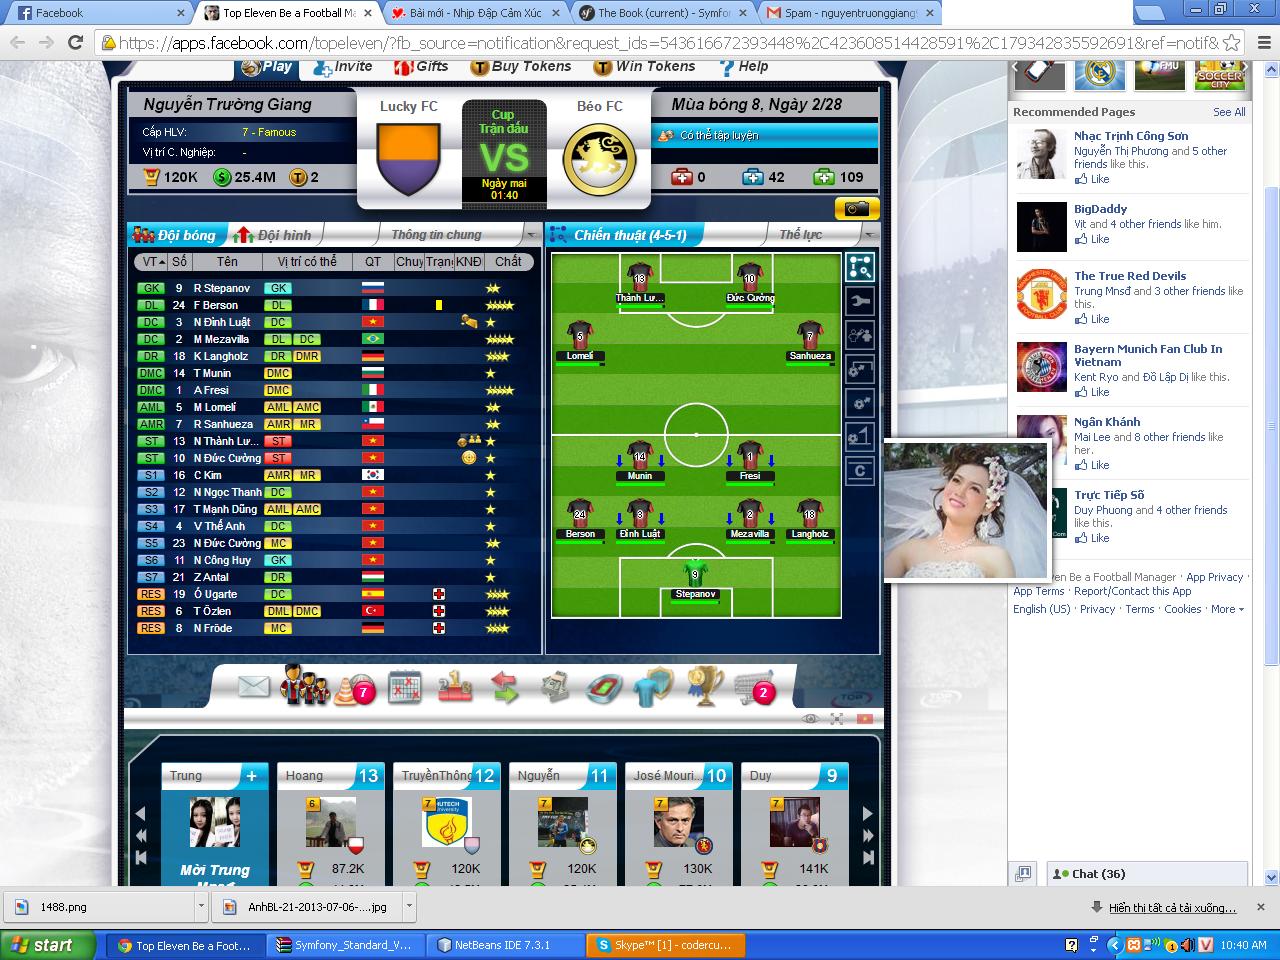 Facebook
Top Eleven Be a Football Ma
Bài mới - Nhịp Đập Cảm Xúc
The Book (current) - Symfon
Spam - nguyentruonggiang
https://apps.facebook.com/topeleven/?fb_source=notification&request_ids=543616672393448%2C423608514428591%2C179342835592691&ref=notif&
Play
Invite
Gifts
Buy Tokens
Win Tokens
Help
Nguyễn Trường Giang
Lucky FC
Béo FC
Mùa bóng 8, Ngày 2/28
Cấp HLV: 7 - Famous
Vị trí C. Nghiệp: -
Cup
Trận đấu
VS
Ngày mai
01:40
Có thể tập luyện
120K 25.4M T 2
0 42 109
Đội bóng
Đội hình
Thông tin chung
Chiến thuật (4-5-1)
Thể lực
VT Số Tên Vị trí có thể QT Chuy Trạng KNĐ Chất
GK 9 R Stepanov GK
DL 24 F Berson DL
DC 3 N Đình Luật DC
DC 2 M Mezavilla DL DC
DR 18 K Langholz DR DMR
DMC 14 T Munin DMC
DMC 1 A Fresi DMC
AML 5 M Lomelí AML AMC
AMR 7 R Sanhueza AMR MR
ST 13 N Thành Lư... ST
ST 10 N Đức Cường ST
S1 16 C Kim AMR MR
S2 12 N Ngọc Thanh DC
S3 17 T Mạnh Dũng AML AMC
S4 4 V Thế Anh DC
S5 23 N Đức Cường MC
S6 11 N Công Huy GK
S7 21 Z Antal DR
RES 19 Ó Ugarte DC
RES 6 T Özlen DML DMC
RES 8 N Fröde MC
13
Thành Lư...
10
Đức Cường
5
Lomelí
7
Sanhueza
14
Munin
1
Fresi
24
Berson
3
Đình Luật
2
Mezavilla
18
Langholz
9
Stepanov
C
7
2
Trung +
Mời Trung
Mnsđ
Hoang 13
6
87.2K
TruyềnThông 12
7
120K
Nguyễn 11
7
120K
José Mouri... 10
7
130K
Duy 9
7
141K
FMU
SOCCER
CITY
Recommended Pages
See All
Nhạc Trịnh Công Sơn
Nguyễn Thị Phương and 5 other
friends like this.
Like
BigDaddy
Vịt and 4 other friends like him.
Like
The True Red Devils
Trung Mnsđ and 3 other friends like
this.
Like
Bayern Munich Fan Club In
Vietnam
Kent Ryo and Đỗ Lập Dị like this.
Like
Ngân Khánh
Mai Lee and 8 other friends like
her.
Like
Trực Tiếp Số
Duy Phuong and 4 other friends
like this.
Like
Eleven Be a Football Manager · App Privacy ·
App Terms · Report/Contact this App
English (US) · Privacy · Terms · Cookies · More
Chat (36)
1488.png
AnhBL-21-2013-07-06-....jpg
Hiển thị tất cả tải xuống...
start
Top Eleven Be a Foot...
Symfony_Standard_V...
NetBeans IDE 7.3.1
Skype™ [1] - codercu...
V
10:40 AM